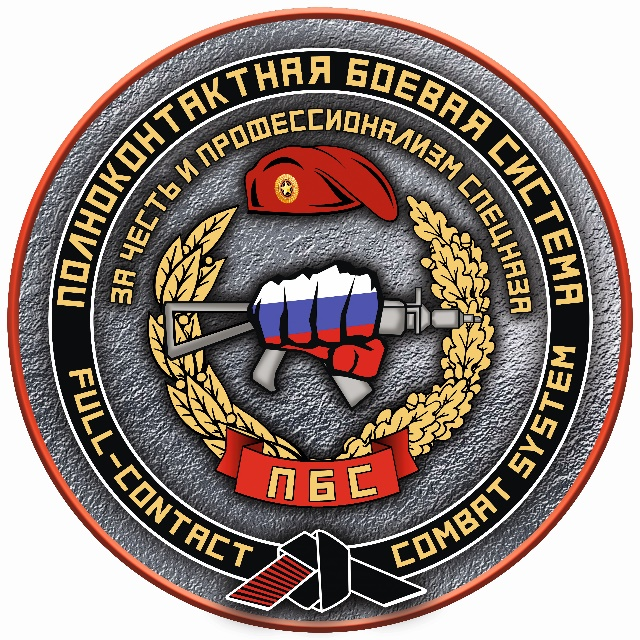 ПОЛНОКОНТАКТНАЯ БОЕВАЯ СИСТЕМА
ЗА ЧЕСТЬ И ПРОФЕССИОНАЛИЗМ СПЕЦНАЗА
ПБС
FULL-CONTACT COMBAT SYSTEM